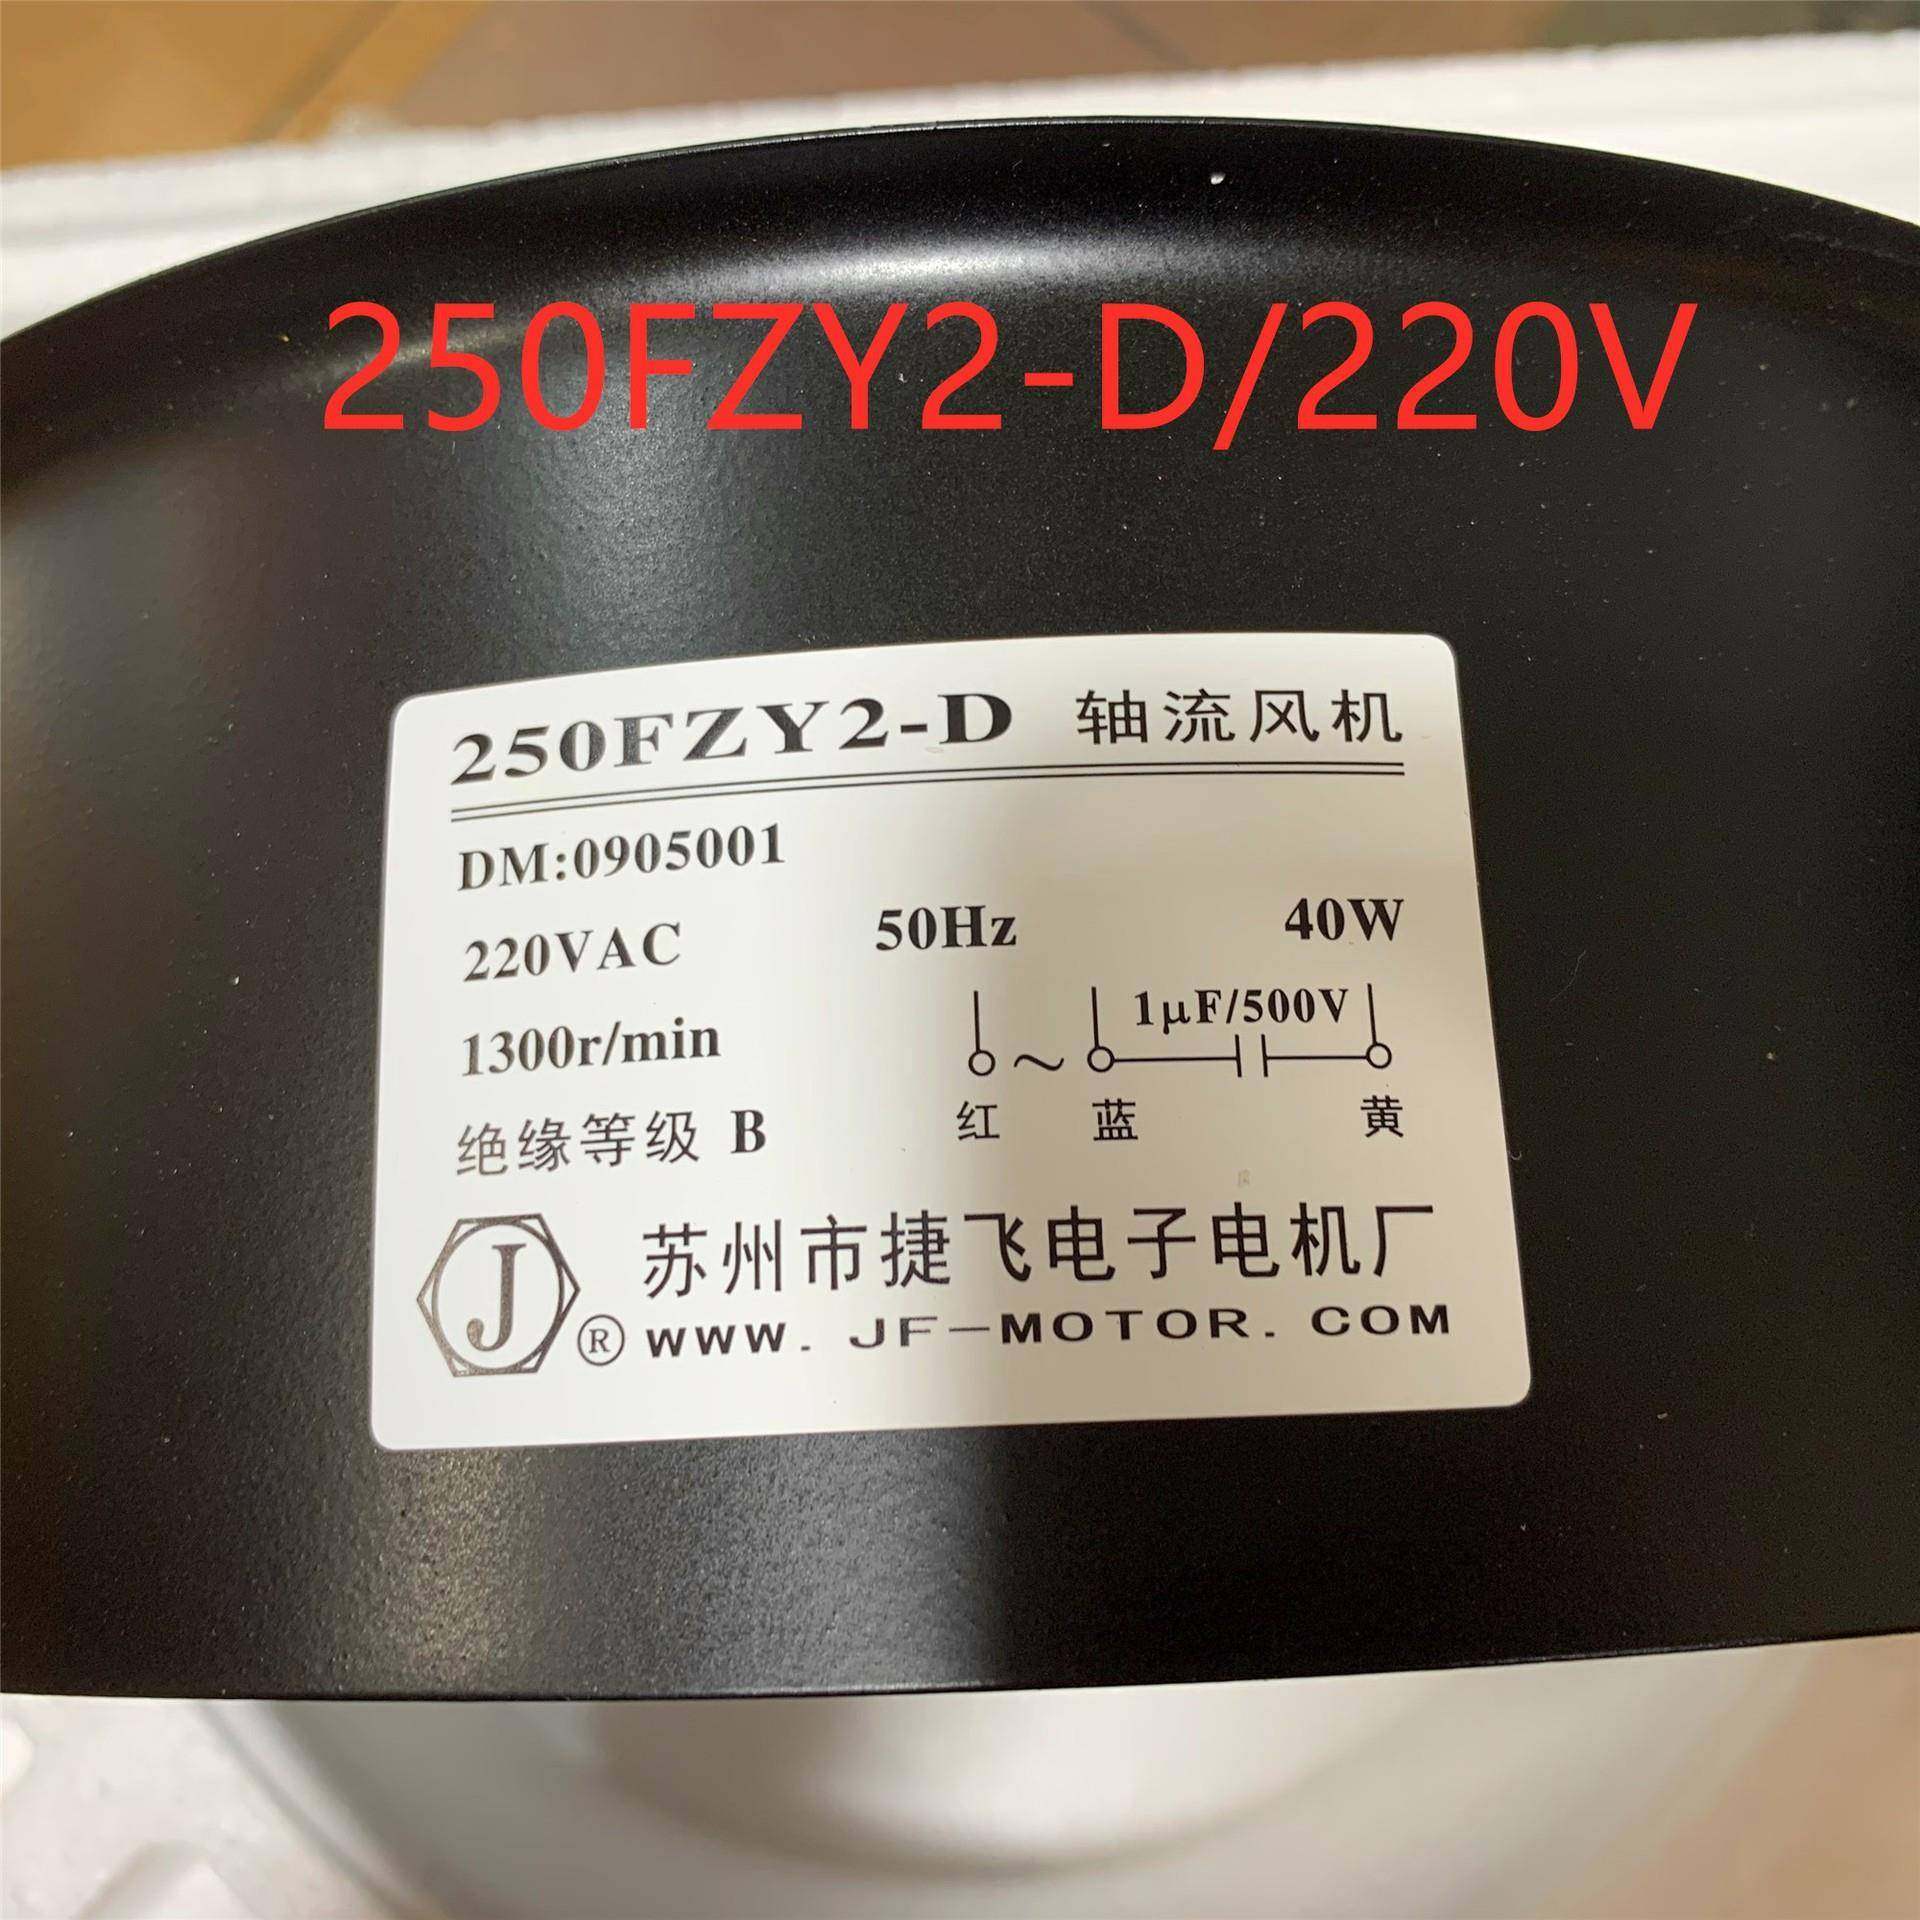 250FZY2-D/220V
250FZY2-D 轴流风机
DM:0905001
220VAC 50Hz 40W
1300r/min 1μF/500V
~
绝缘等级 B 红 蓝 黄
J
® 苏州市捷飞电子电机厂
WWW. JF-MOTOR. COM